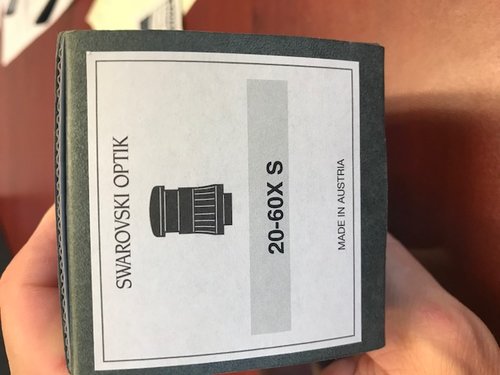 SWAROVSKI OPTIK
20-60X S
MADE IN AUSTRIA